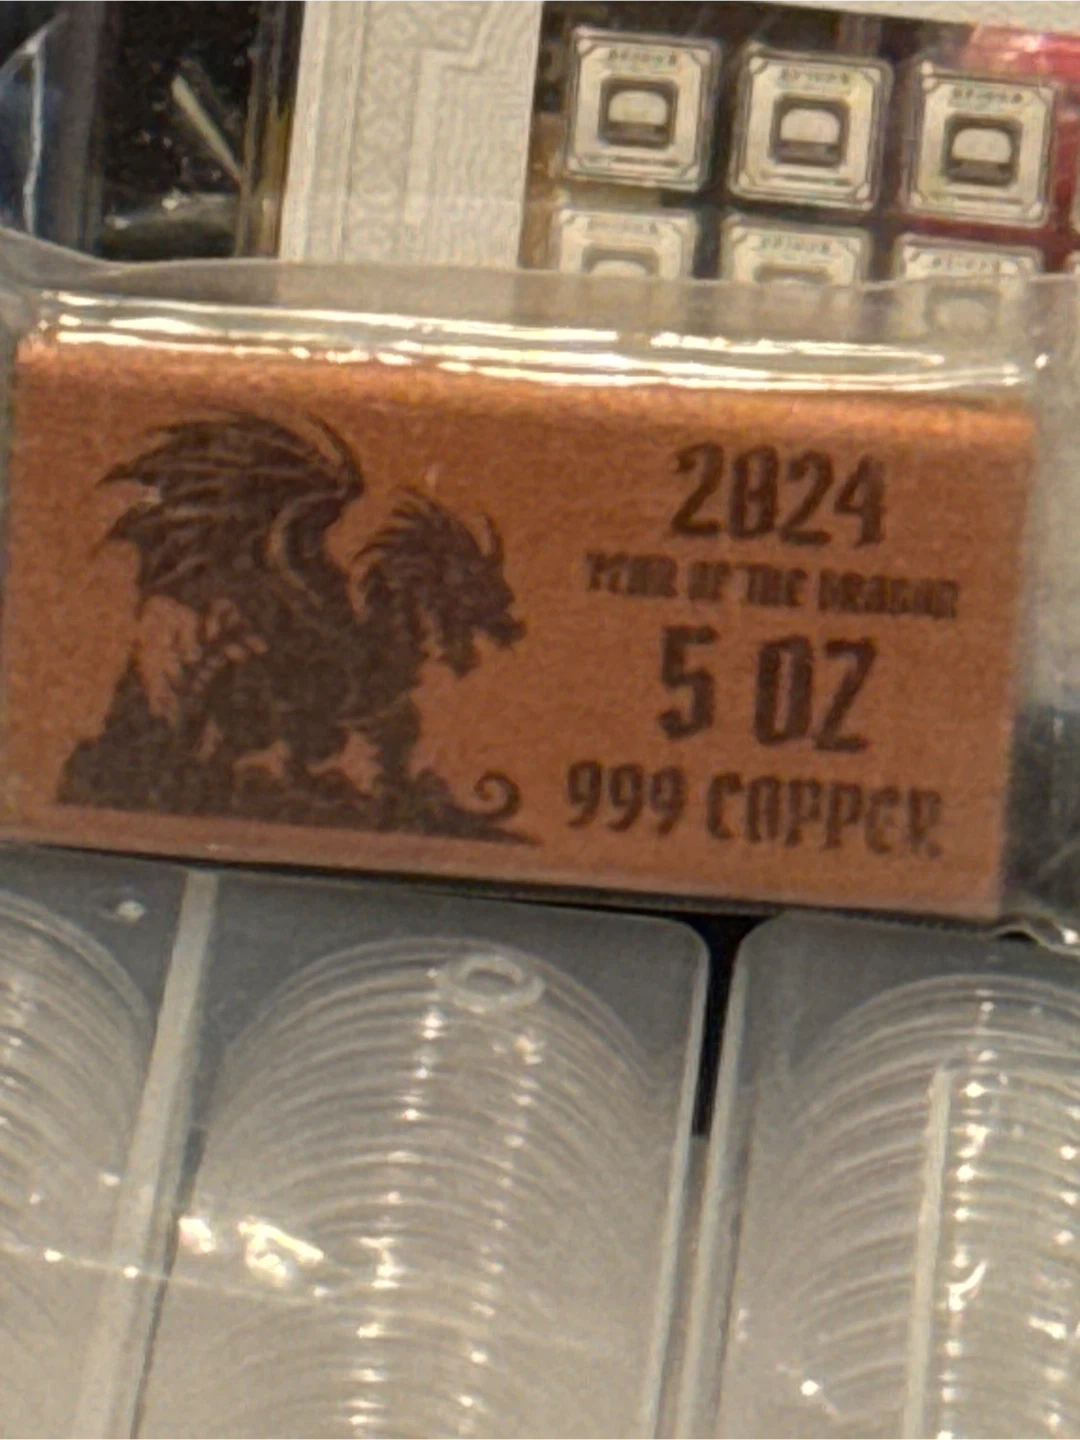 2024
YEAR OF THE DRAGON
5 OZ
999 COPPER